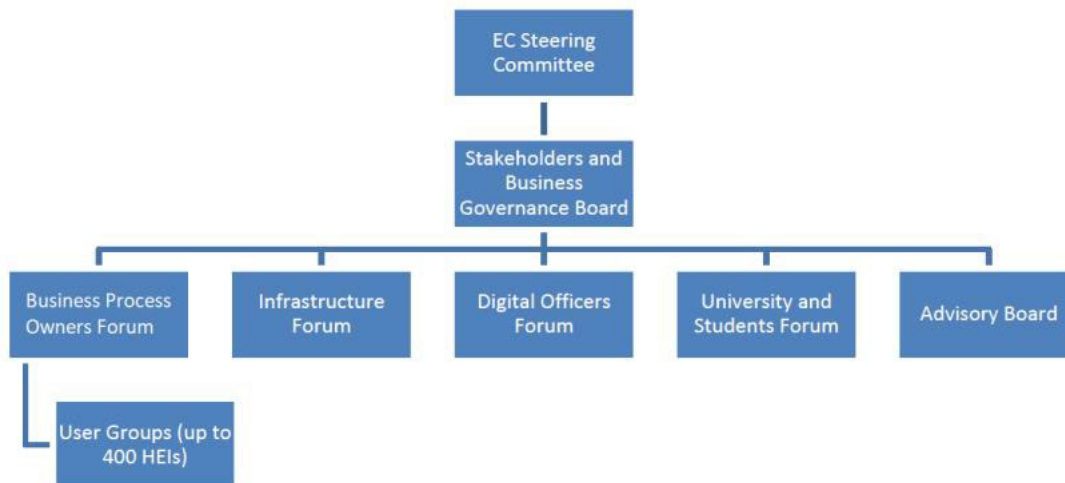 EC Steering
Committee
Stakeholders and
Business
Governance Board
Business Process
Owners Forum
Infrastructure
Forum
Digital Officers
Forum
University and
Students Forum
Advisory Board
User Groups (up to
400 HEIs)